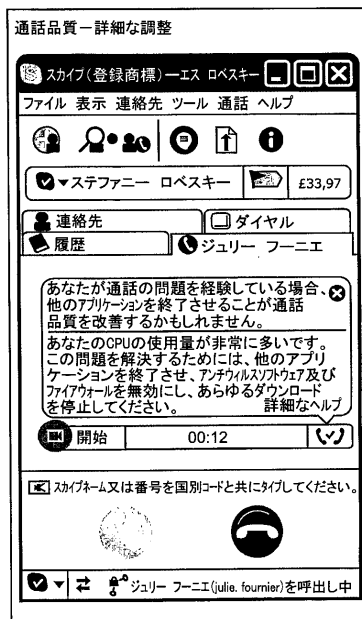 通話品質－詳細な調整
スカイプ(登録商標)―エス ロベスキー
ファイル 表示 連絡先 ツール 通話 ヘルプ
ステファニー ロベスキー £33,97
連絡先 ダイヤル
履歴 ジュリー フーニエ
あなたが通話の問題を経験している場合、
他のアプリケーションを終了させることが通話
品質を改善するかもしれません。
あなたのCPUの使用量が非常に多いです。
この問題を解決するためには、他のアプリ
ケーションを終了させ、アンチウィルスソフトウェア及び
ファイアウォールを無効にし、あらゆるダウンロード
を停止してください。 詳細なヘルプ
開始 00:12
スカイプネーム又は番号を国別コードと共にタイプしてください。
ジュリー フーニエ(julie. fournier)を呼出し中